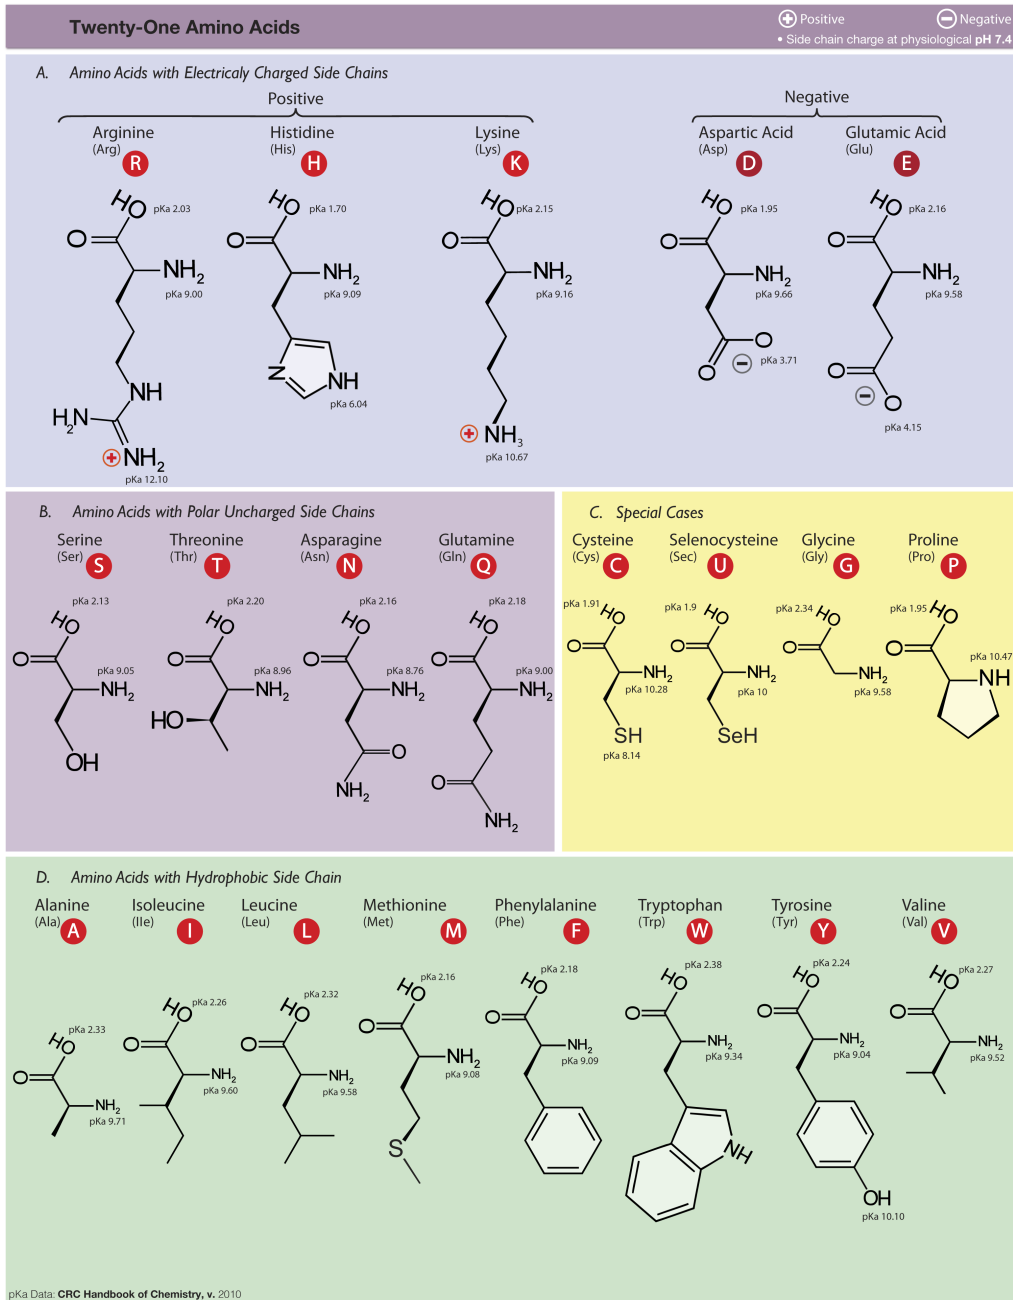 Twenty-One Amino Acids
+ Positive
− Negative
• Side chain charge at physiological pH 7.4
A. Amino Acids with Electricaly Charged Side Chains
Positive
Negative
Arginine
(Arg)
R
HO
pKa 2.03
O
NH2
pKa 9.00
NH
H2N
+ NH2
pKa 12.10
Histidine
(His)
H
HO
pKa 1.70
O
NH2
pKa 9.09
N
NH
pKa 6.04
Lysine
(Lys)
K
HO
pKa 2.15
O
NH2
pKa 9.16
+ NH3
pKa 10.67
Aspartic Acid
(Asp)
D
HO
pKa 1.95
O
NH2
pKa 9.66
O
O
−
pKa 3.71
Glutamic Acid
(Glu)
E
HO
pKa 2.16
O
NH2
pKa 9.58
O
−
O
pKa 4.15
B. Amino Acids with Polar Uncharged Side Chains
Serine
(Ser)
S
pKa 2.13
HO
O
pKa 9.05
NH2
OH
Threonine
(Thr)
T
pKa 2.20
HO
O
pKa 8.96
NH2
HO
Asparagine
(Asn)
N
pKa 2.16
HO
O
pKa 8.76
NH2
O
NH2
Glutamine
(Gln)
Q
pKa 2.18
HO
O
pKa 9.00
NH2
O
NH2
C. Special Cases
Cysteine
(Cys)
C
pKa 1.91
HO
O
NH2
pKa 10.28
SH
pKa 8.14
Selenocysteine
(Sec)
U
pKa 1.9
HO
O
NH2
pKa 10
SeH
Glycine
(Gly)
G
pKa 2.34
HO
O
NH2
pKa 9.58
Proline
(Pro)
P
pKa 1.95
HO
O
pKa 10.47
NH
D. Amino Acids with Hydrophobic Side Chain
Alanine
(Ala)
A
pKa 2.33
HO
O
NH2
pKa 9.71
Isoleucine
(Ile)
I
pKa 2.26
HO
O
NH2
pKa 9.60
Leucine
(Leu)
L
pKa 2.32
HO
O
NH2
pKa 9.58
Methionine
(Met)
M
pKa 2.16
HO
O
NH2
pKa 9.08
S
Phenylalanine
(Phe)
F
pKa 2.18
HO
O
NH2
pKa 9.09
Tryptophan
(Trp)
W
pKa 2.38
HO
O
NH2
pKa 9.34
NH
Tyrosine
(Tyr)
Y
pKa 2.24
HO
O
NH2
pKa 9.04
OH
pKa 10.10
Valine
(Val)
V
pKa 2.27
HO
O
NH2
pKa 9.52
pKa Data: CRC Handbook of Chemistry, v. 2010